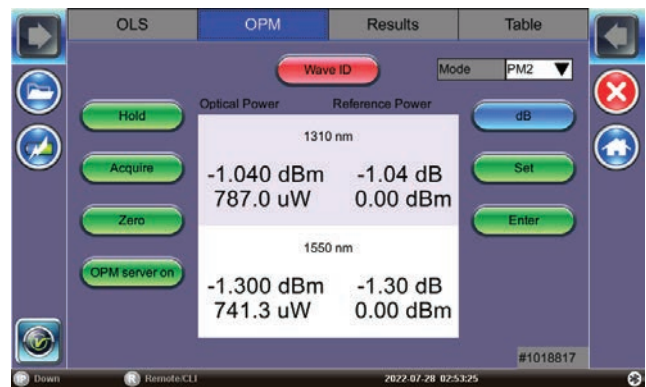 OLS OPM Results Table
Wave ID Mode PM2
Optical Power Reference Power
Hold dB
1310 nm
Acquire Set
-1.040 dBm -1.04 dB
787.0 uW 0.00 dBm
Zero Enter
1550 nm
OPM server on
-1.300 dBm -1.30 dB
741.3 uW 0.00 dBm
#1018817
IP Down R Remote/CLI 2022-07-28 02:53:25